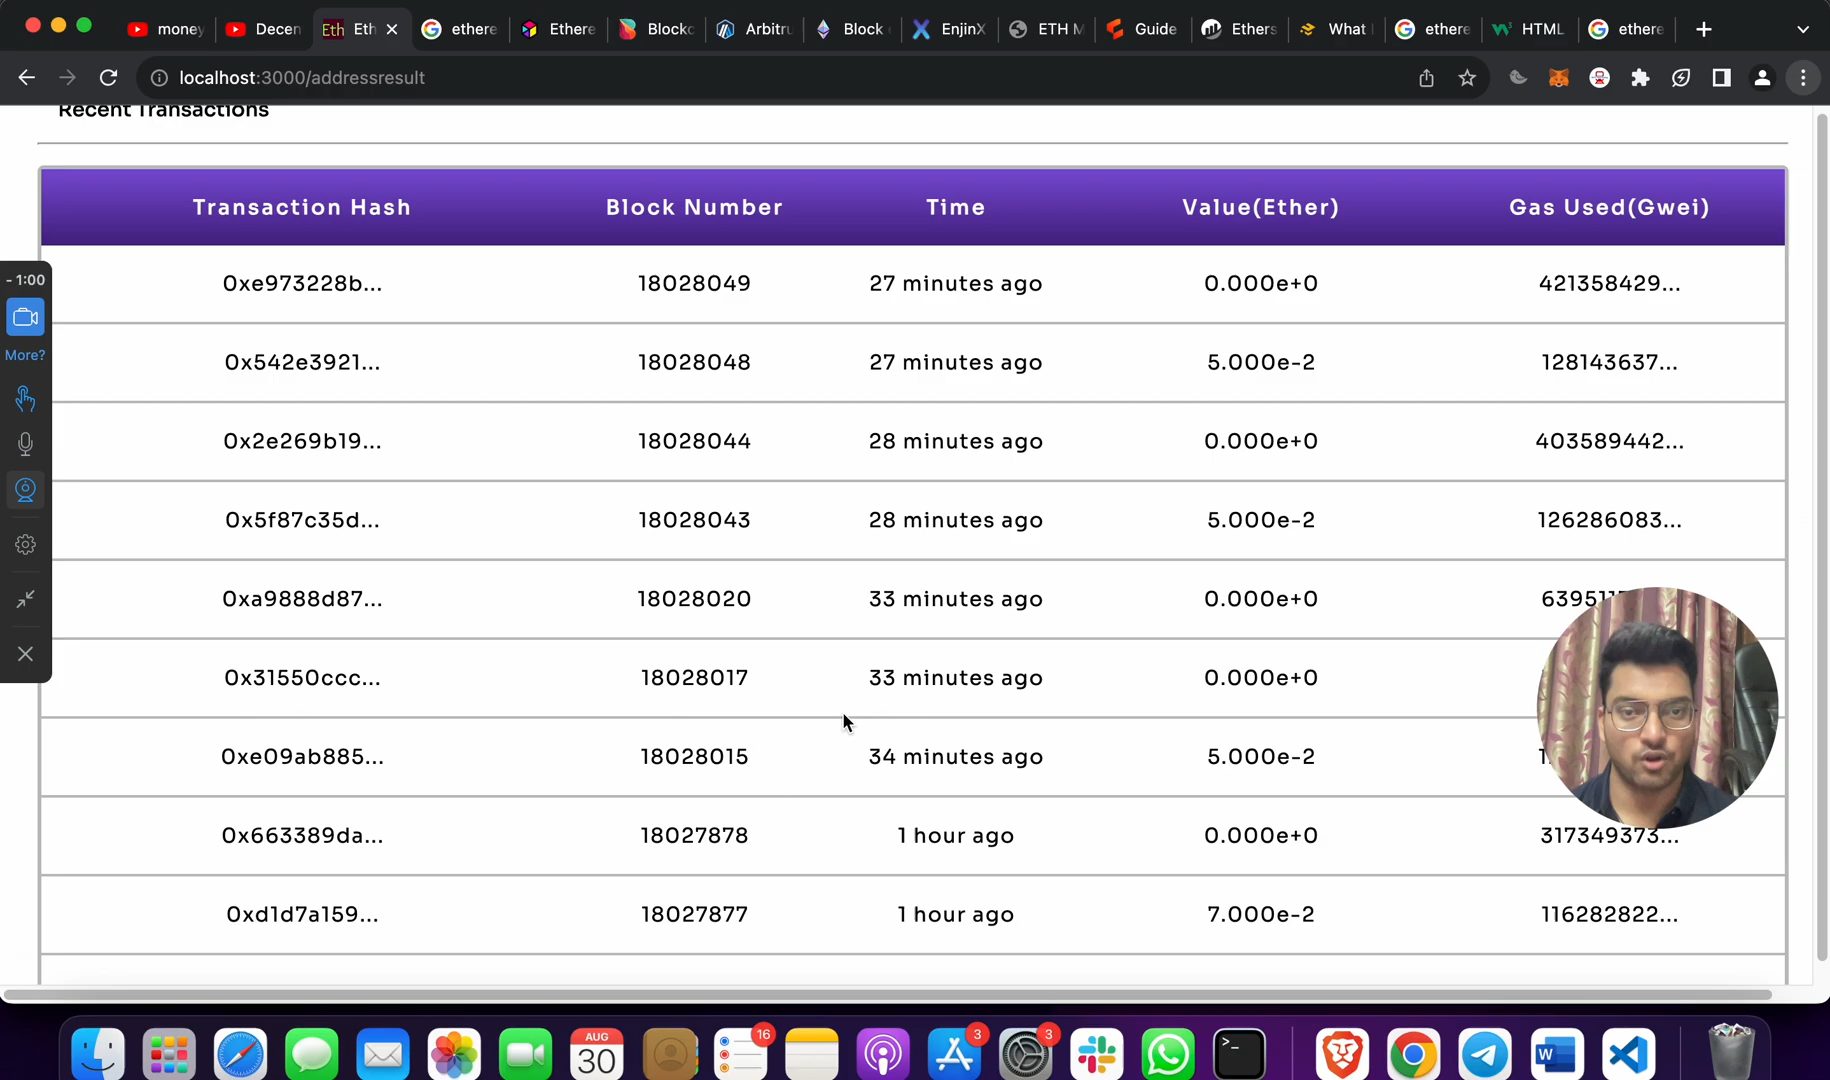 money
Decen
Eth
Eth
ethere
Ethere
Blockc
Arbitru
Block
EnjinX
ETH M
Guide
Ethers
What
ethere
HTML
ethere
localhost:3000/addressresult
Recent Transactions
Transaction Hash Block Number Time Value(Ether) Gas Used(Gwei)
0xe973228b... 18028049 27 minutes ago 0.000e+0 421358429...
- 1:00
More?
0x542e3921... 18028048 27 minutes ago 5.000e-2 128143637...
0x2e269b19... 18028044 28 minutes ago 0.000e+0 403589442...
0x5f87c35d... 18028043 28 minutes ago 5.000e-2 126286083...
0xa9888d87... 18028020 33 minutes ago 0.000e+0
0x31550ccc... 18028017 33 minutes ago 0.000e+0
0xe09ab885... 18028015 34 minutes ago 5.000e-2
0x663389da... 18027878 1 hour ago 0.000e+0 317349373...
0xd1d7a159... 18027877 1 hour ago 7.000e-2 116282822...
AUG
30
16
3
3
>_
W